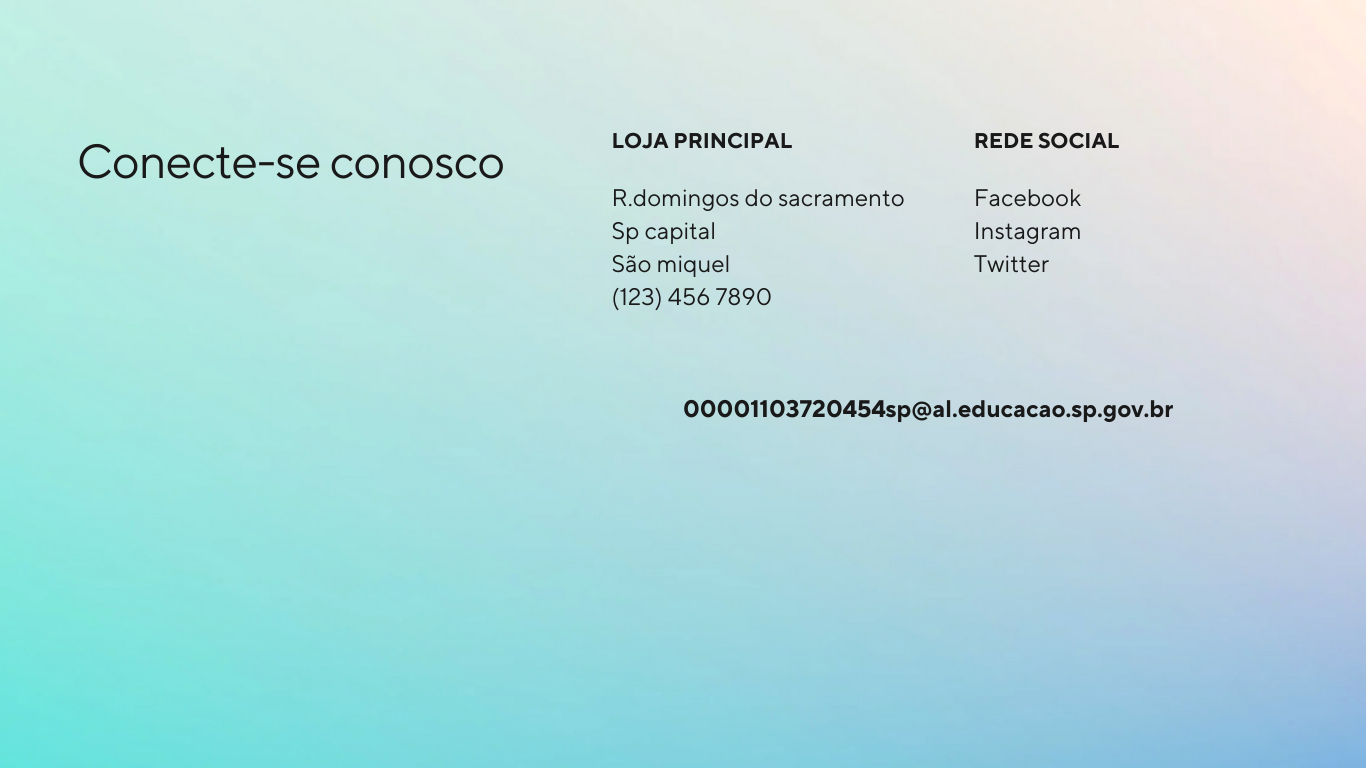 Conecte-se conosco
LOJA PRINCIPAL
R.domingos do sacramento
Sp capital
São miquel
(123) 456 7890
REDE SOCIAL
Facebook
Instagram
Twitter
00001103720454sp@al.educacao.sp.gov.br